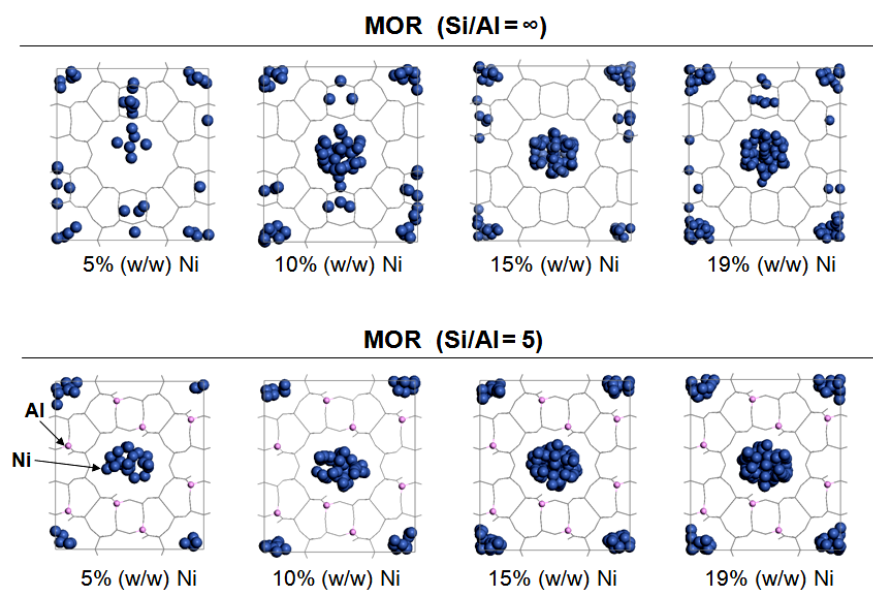 MOR (Si/Al = ∞)
5% (w/w) Ni
10% (w/w) Ni
15% (w/w) Ni
19% (w/w) Ni
MOR (Si/Al = 5)
Al
Ni
5% (w/w) Ni
10% (w/w) Ni
15% (w/w) Ni
19% (w/w) Ni